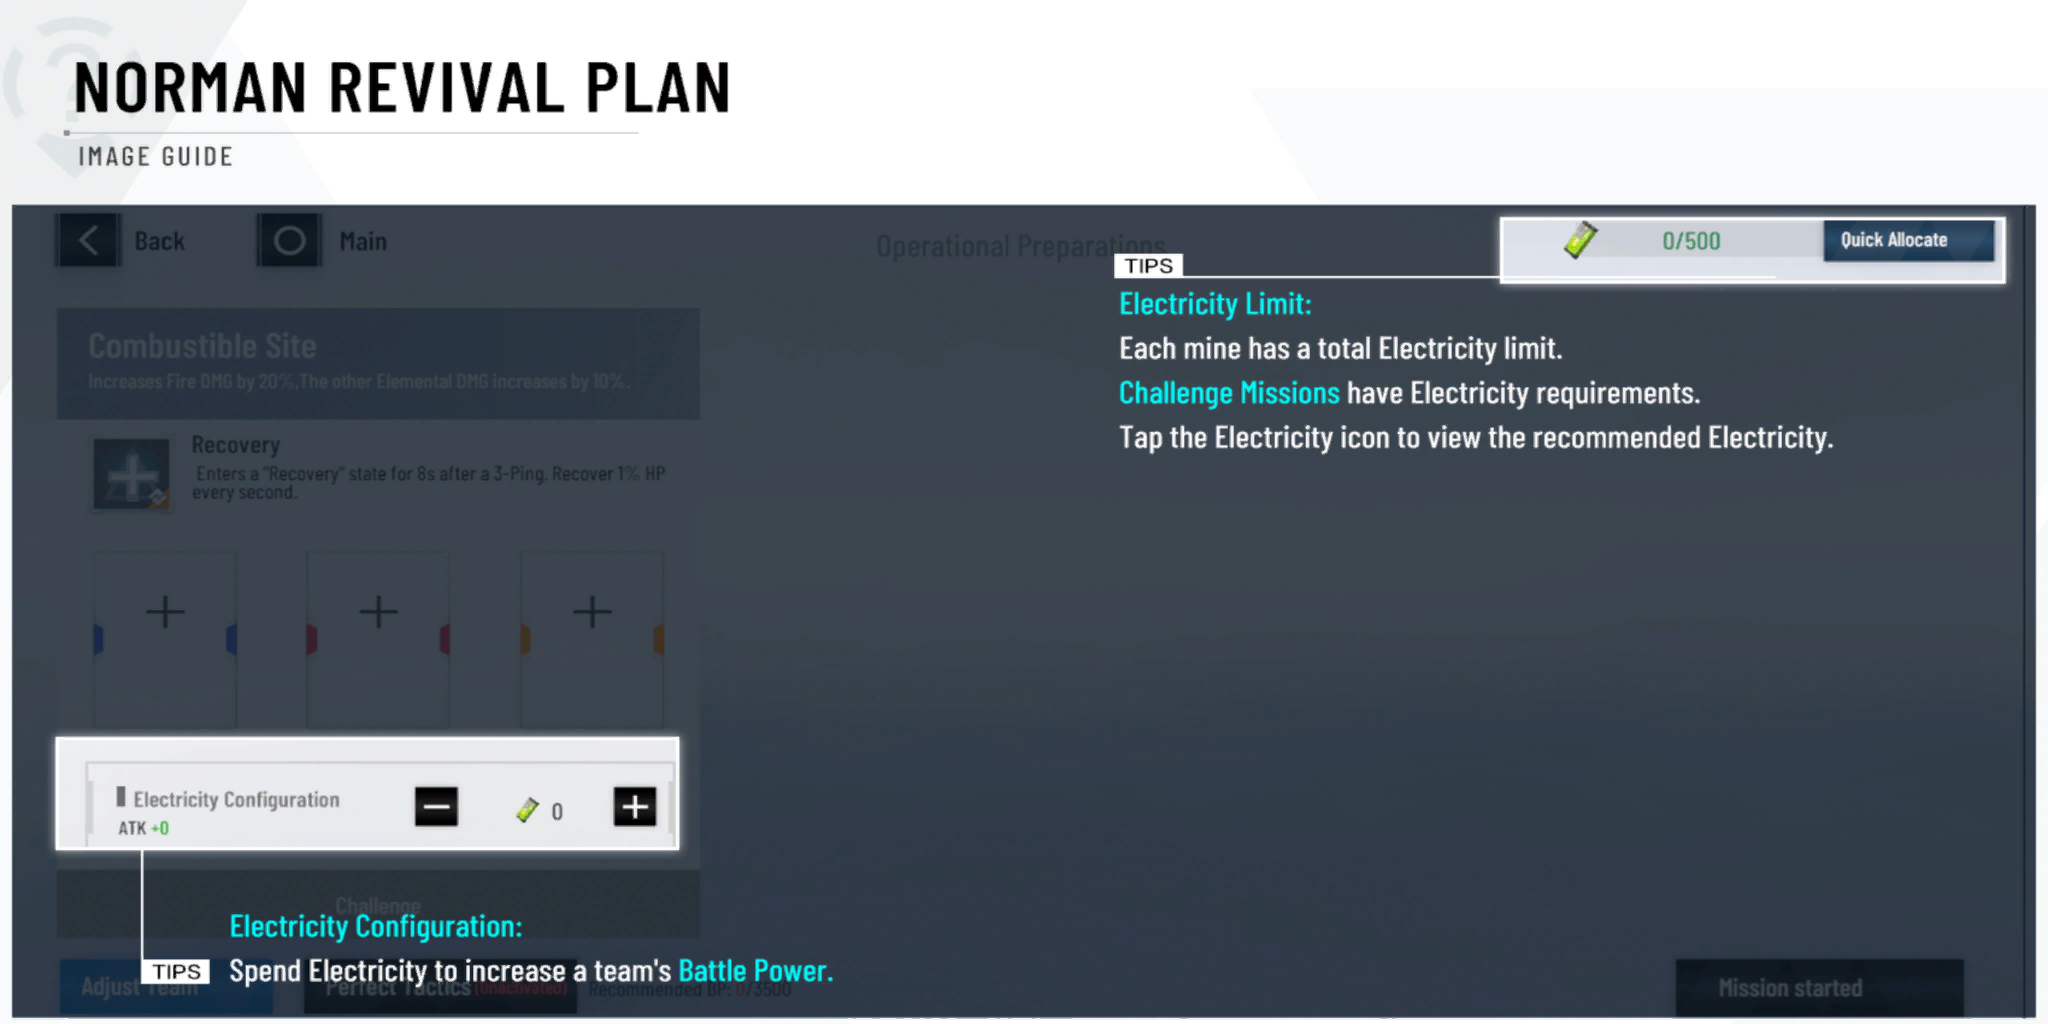 NORMAN REVIVAL PLAN
IMAGE GUIDE
Back
Main
Operational Preparations
0/500
Quick Allocate
TIPS
Electricity Limit:
Each mine has a total Electricity limit.
Challenge Missions have Electricity requirements.
Tap the Electricity icon to view the recommended Electricity.
Combustible Site
Increases Fire DMG by 20%,The other Elemental DMG increases by 10%.
Recovery
Enters a "Recovery" state for 8s after a 3-Ping. Recover 1% HP
every second.
Electricity Configuration
ATK +0
0
Challenge
Electricity Configuration:
TIPS
Spend Electricity to increase a team's Battle Power.
Adjust Team
Perfect Tactics (Unactivated)
Recommended BP: 0/3500
Mission started